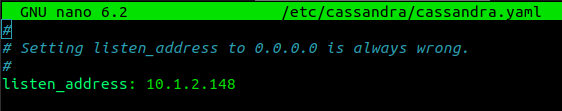 GNU nano 6.2 /etc/cassandra/cassandra.yaml
#
# Setting listen_address to 0.0.0.0 is always wrong.
#
listen_address: 10.1.2.148